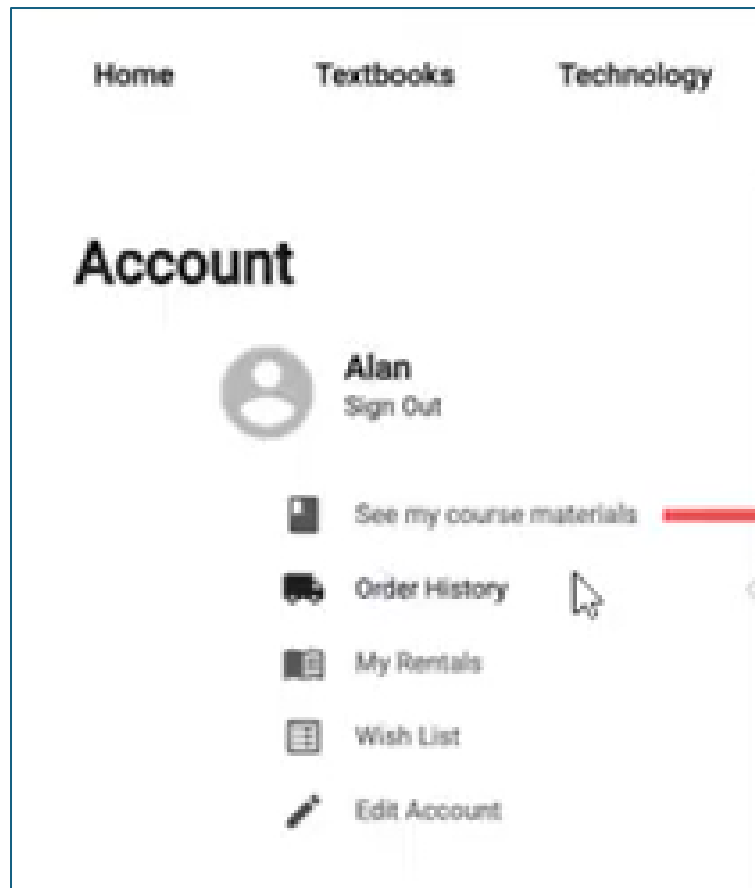 Home Textbooks Technology
Account
Alan
Sign Out
See my course materials
Order History
My Rentals
Wish List
Edit Account